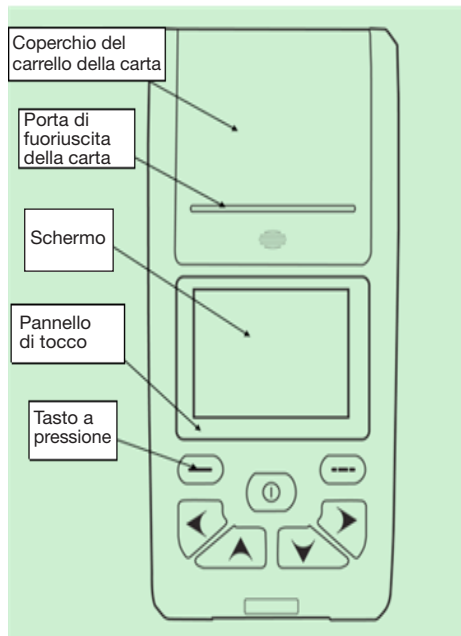 Coperchio del
carrello della carta
Porta di
fuoriuscita
della carta
Schermo
Pannello
di tocco
Tasto a
pressione